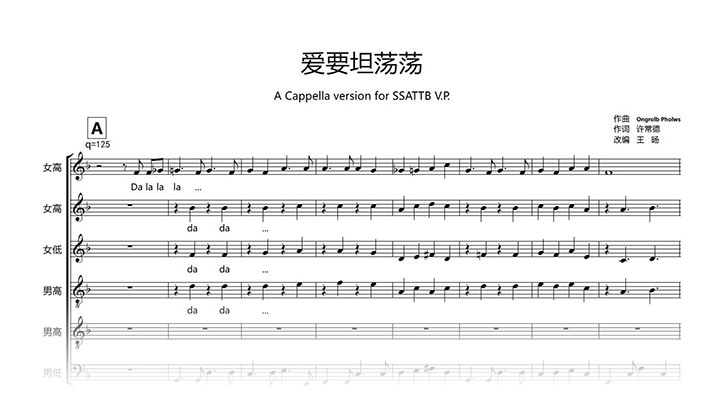 爱要坦荡荡
A Cappella version for SSATTB V.P.
作曲 Ongrolb Pholws
作词 许常德
改编 王 旸
A
q=125
女高
Da la la la ...
女高
da da ...
女低
da da ...
男高
da da ...
男高
男低